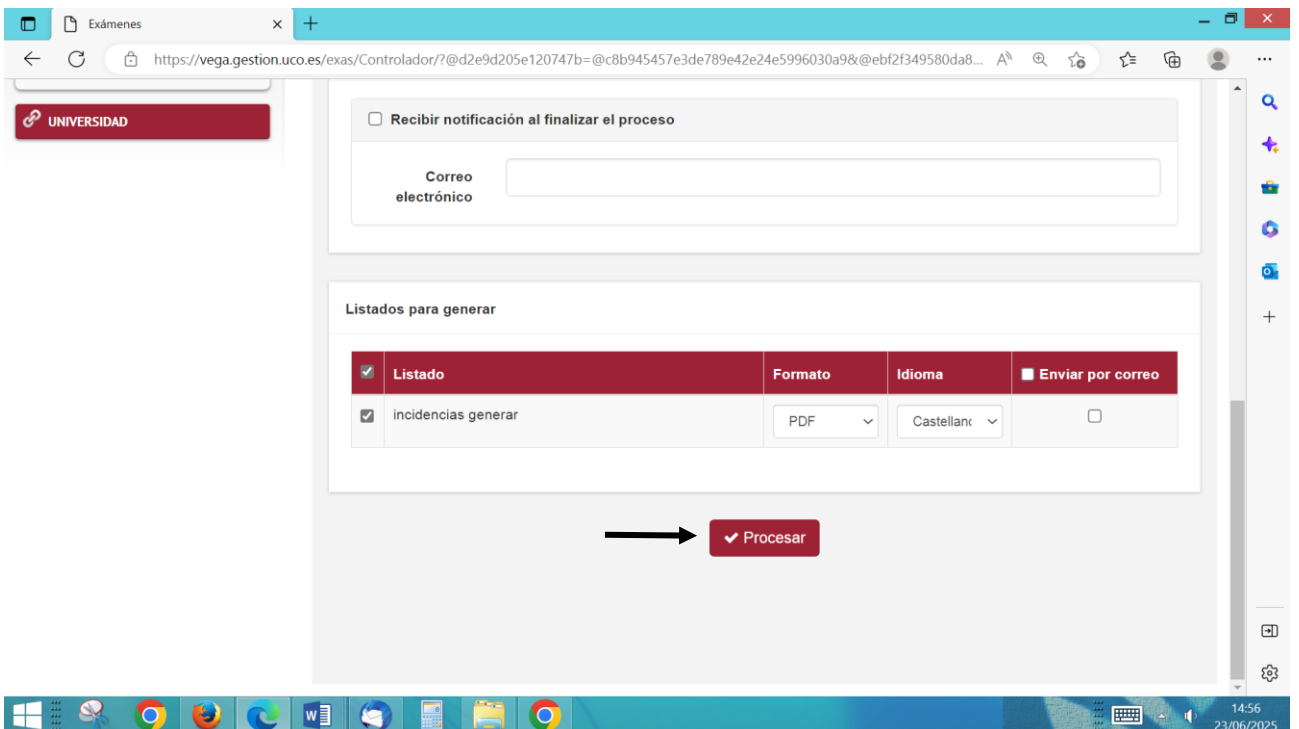 Exámenes
https://vega.gestion.uco.es/exas/Controlador/?@d2e9d205e120747b=@c8b945457e3de789e42e24e5996030a9&@ebf2f349580da8...
UNIVERSIDAD
Recibir notificación al finalizar el proceso
Correo
electrónico
Listados para generar
Listado Formato Idioma Enviar por correo
incidencias generar PDF Castellanc
Procesar
14:56
23/06/2025